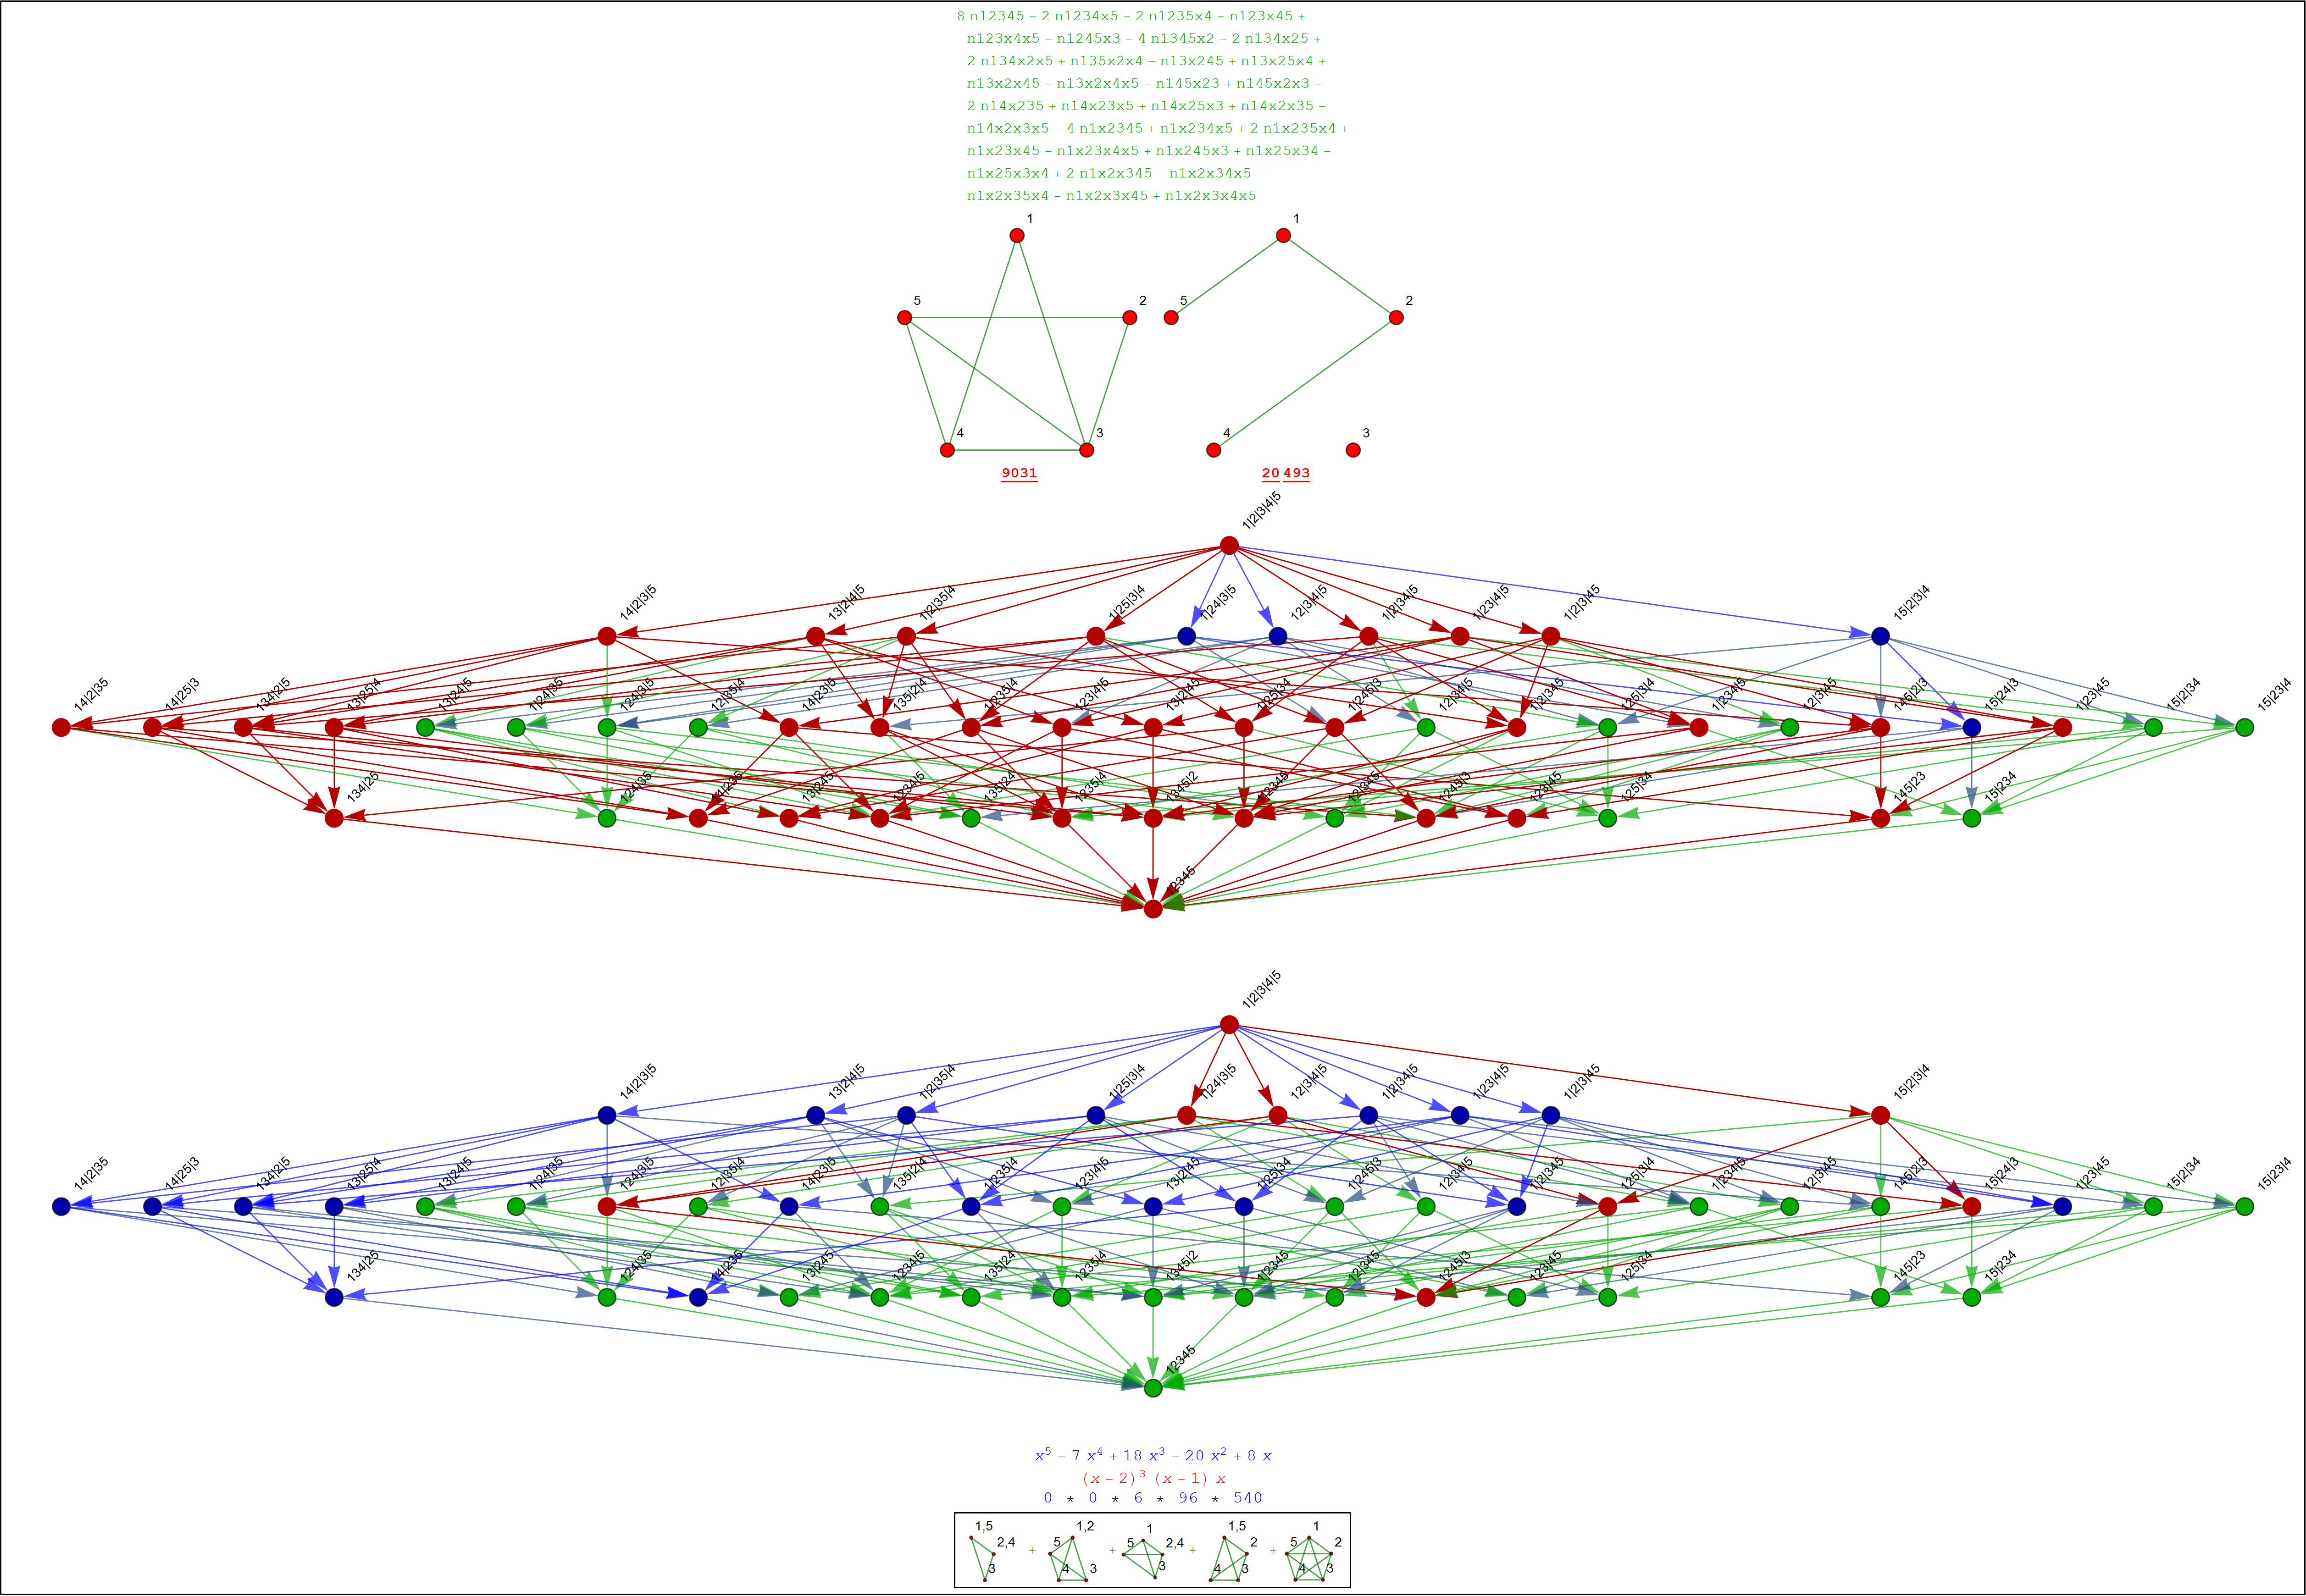 8 n12345 – 2 n1234x5 – 2 n1235x4 – n123x45 +
n123x4x5 – n1245x3 – 4 n1345x2 – 2 n134x25 +
2 n134x2x5 + n135x2x4 – n13x245 + n13x25x4 +
n13x2x45 – n13x2x4x5 – n145x23 + n145x2x3 –
2 n14x235 + n14x23x5 + n14x25x3 + n14x2x35 –
n14x2x3x5 – 4 n1x2345 + n1x234x5 + 2 n1x235x4 +
n1x23x45 – n1x23x4x5 + n1x245x3 + n1x25x34 –
n1x25x3x4 + 2 n1x2x345 – n1x2x34x5 –
n1x2x35x4 – n1x2x3x45 + n1x2x3x4x5
1 1
5 2 5 2
4 3 4 3
9031 20 493
1|2|3|4|5
14|2|3|5 13|2|4|5 1|2|35|4 1|25|3|4 1|24|3|5 12|3|4|5 1|2|34|5 1|23|4|5 1|2|3|45 15|2|3|4
14|2|35 14|25|3 134|2|5 13|25|4 13|24|5 1|24|35 124|3|5 12|35|4 14|23|5 135|2|4 1|235|4 123|4|5 13|2|45 1|25|34 1|245|3 12|34|5 1|2|345 125|3|4 1|234|5 12|3|45 145|2|3 15|24|3 1|23|45 15|2|34 15|23|4
134|25 124|35 14|235 13|245 1234|5 135|24 1235|4 1345|2 1|2345 12|345 1245|3 123|45 125|34 145|23 15|234
12345
1|2|3|4|5
14|2|3|5 13|2|4|5 1|2|35|4 1|25|3|4 1|24|3|5 12|3|4|5 1|2|34|5 1|23|4|5 1|2|3|45 15|2|3|4
14|2|35 14|25|3 134|2|5 13|25|4 13|24|5 1|24|35 124|3|5 12|35|4 14|23|5 135|2|4 1|235|4 123|4|5 13|2|45 1|25|34 1|245|3 12|34|5 1|2|345 125|3|4 1|234|5 12|3|45 145|2|3 15|24|3 1|23|45 15|2|34 15|23|4
134|25 124|35 14|235 13|245 1234|5 135|24 1235|4 1345|2 1|2345 12|345 1245|3 123|45 125|34 145|23 15|234
12345
x⁵ – 7 x⁴ + 18 x³ – 20 x² + 8 x
(x – 2)³ (x – 1) x
0 * 0 * 6 * 96 * 540
1,5 1,2 1 1,5 1
2,4 5 5 2,4 2 5 2
+ + + +
3 4 3 3 4 3 4 3